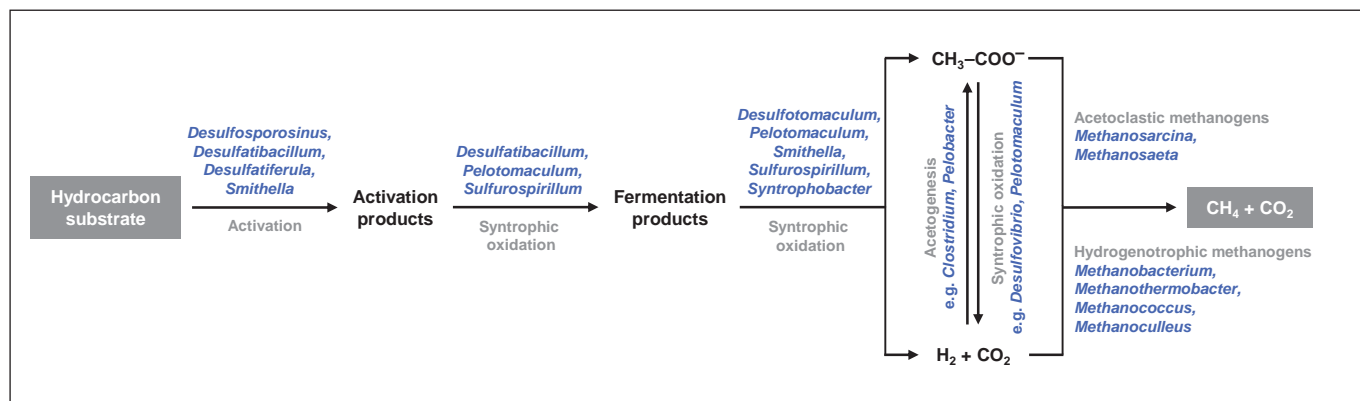 Hydrocarbon
substrate
Desulfosporosinus,
Desulfatibacillum,
Desulfatiferula,
Smithella
Activation
Activation
products
Desulfatibacillum,
Pelotomaculum,
Sulfurospirillum
Syntrophic
oxidation
Fermentation
products
Desulfotomaculum,
Pelotomaculum,
Smithella,
Sulfurospirillum,
Syntrophobacter
Syntrophic
oxidation
CH₃–COO⁻
Acetogenesis
e.g. Clostridium, Pelobacter
Syntrophic oxidation
e.g. Desulfovibrio, Pelotomaculum
H₂ + CO₂
Acetoclastic methanogens
Methanosarcina,
Methanosaeta
CH₄ + CO₂
Hydrogenotrophic methanogens
Methanobacterium,
Methanothermobacter,
Methanococcus,
Methanoculleus